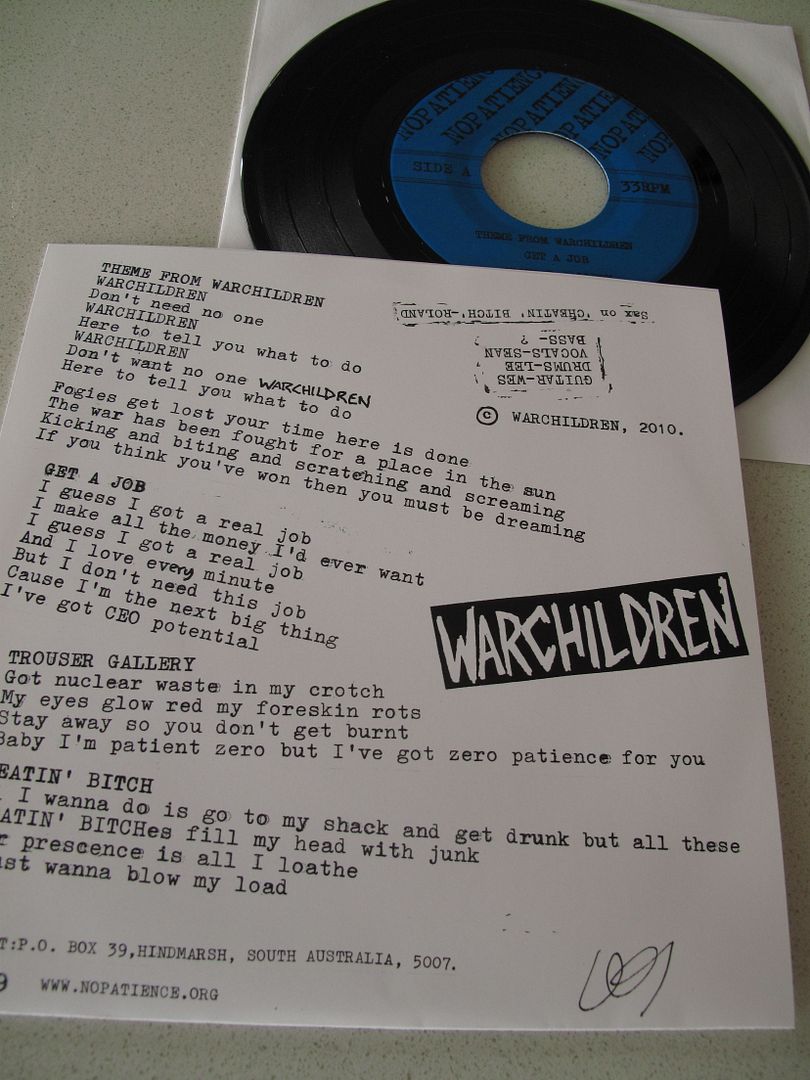 NOPATIENCE
NOPATIENCE
NOPATIENCE
NOPATIENCE
NOPATIENCE
SIDE A
33RPM
THEME FROM WARCHILDREN
GET A JOB
THEME FROM WARCHILDREN
WARCHILDREN
Don't need no one
WARCHILDREN
Here to tell you what to do
WARCHILDREN
Don't want no one WARCHILDREN
Here to tell you what to do
Fogies get lost your time here is done
The war has been fought for a place in the sun
Kicking and biting and scratching and screaming
If you think you've won then you must be dreaming
GET A JOB
I guess I got a real job
I make all the money I'd ever want
I guess I got a real job
And I love every minute
But I don't need this job
Cause I'm the next big thing
I've got CEO potential
TROUSER GALLERY
Got nuclear waste in my crotch
My eyes glow red my foreskin rots
Stay away so you don't get burnt
Baby I'm patient zero but I've got zero patience for you
EATIN' BITCH
I wanna do is go to my shack and get drunk but all these
EATIN' BITCHes fill my head with junk
r prescence is all I loathe
ust wanna blow my load
GUITAR-WES
DRUMS-LEE
VOCALS-SEAN
BASS- ?
Sax on 'CHEATIN' BITCH'-ROLAND
© WARCHILDREN, 2010.
WARCHILDREN
T:P.O. BOX 39,HINDMARSH, SOUTH AUSTRALIA, 5007.
9 WWW.NOPATIENCE.ORG